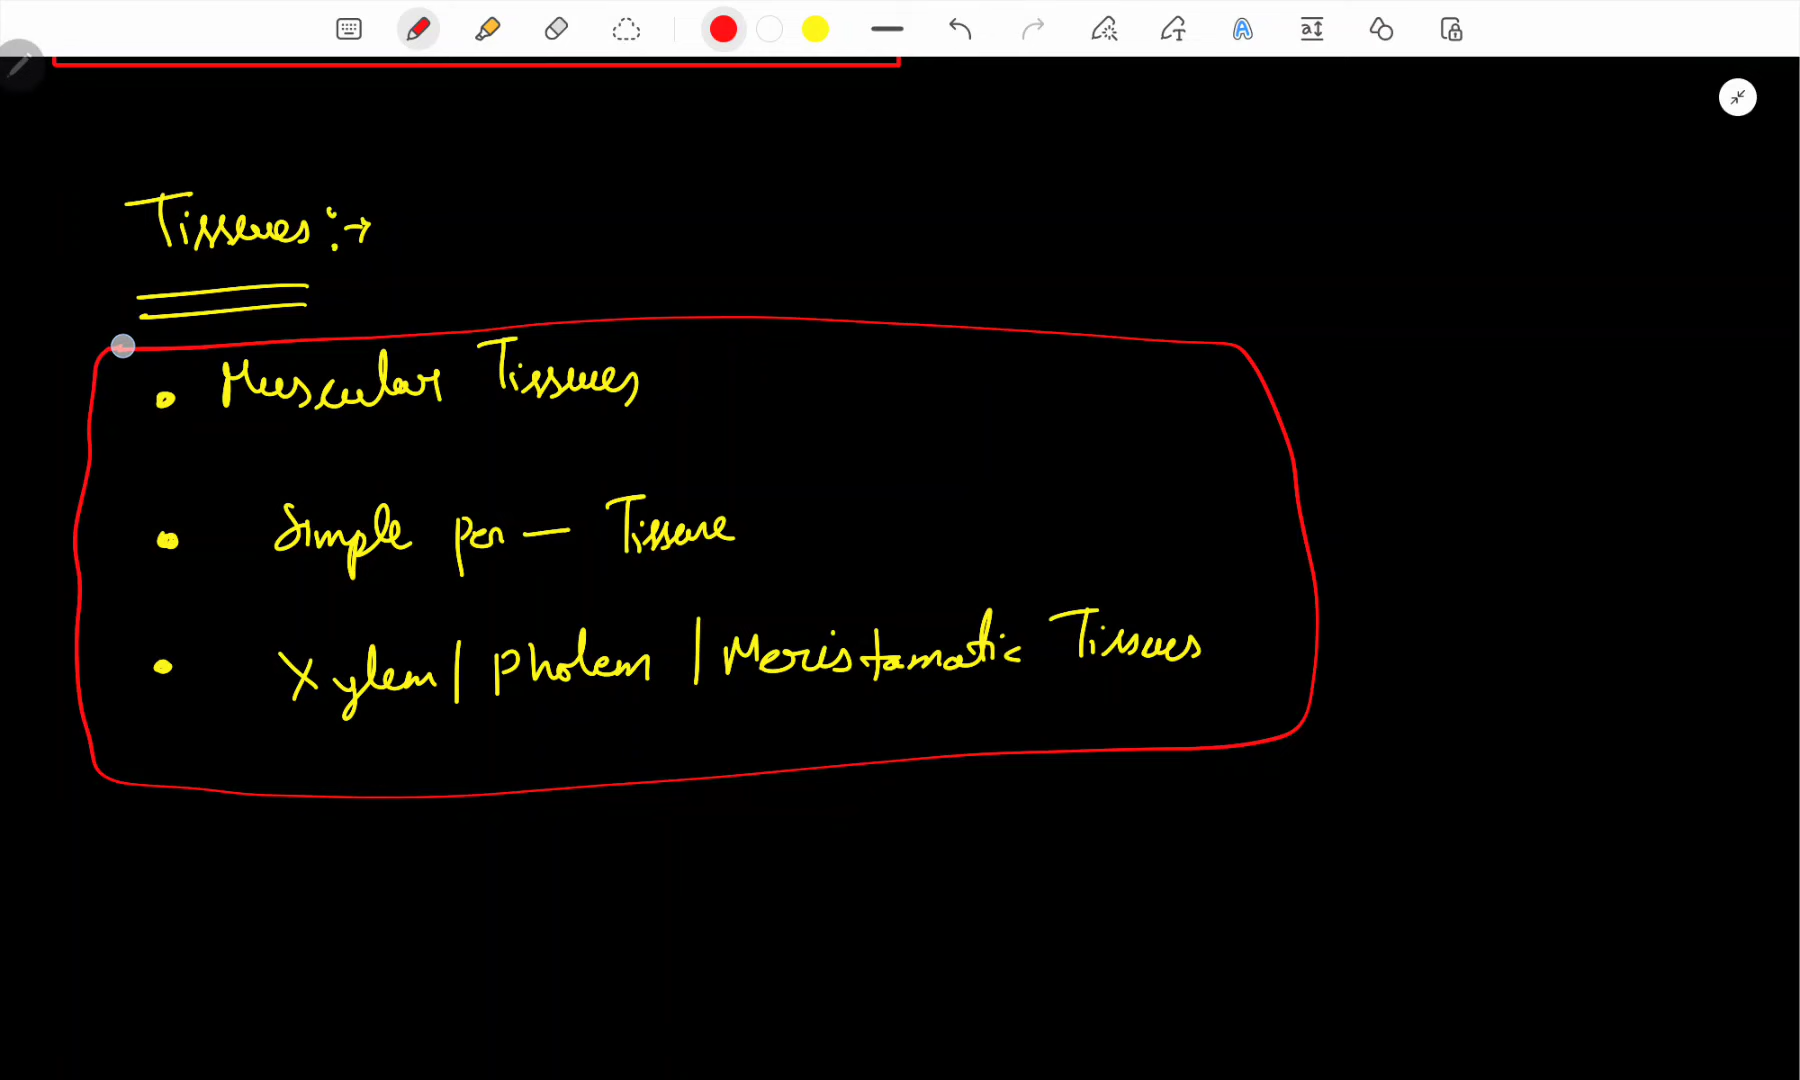 Tissues :→
• Muscular Tissues
• Simple per — Tissue
• Xylem / Pholem / Meristamatic Tissues